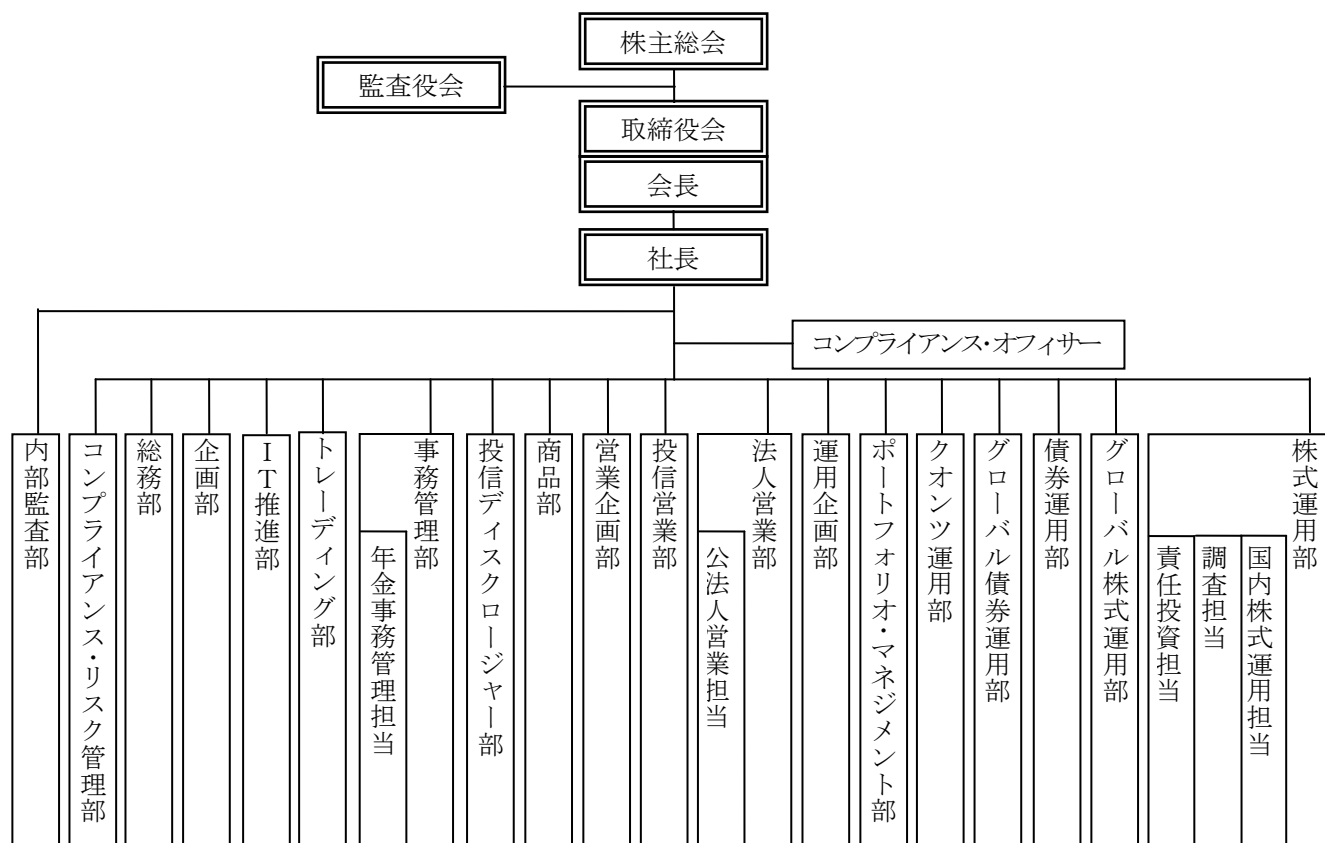 株主総会
監査役会
取締役会
会長
社長
コンプライアンス・オフィサー
内部監査部
コンプライアンス・リスク管理部
総務部
企画部
IT推進部
トレーディング部
事務管理部
年金事務管理担当
投信ディスクロージャー部
商品部
営業企画部
投信営業部
法人営業部
公法人営業担当
運用企画部
ポートフォリオ・マネジメント部
クオンツ運用部
グローバル債券運用部
債券運用部
グローバル株式運用部
株式運用部
責任投資担当
調査担当
国内株式運用担当